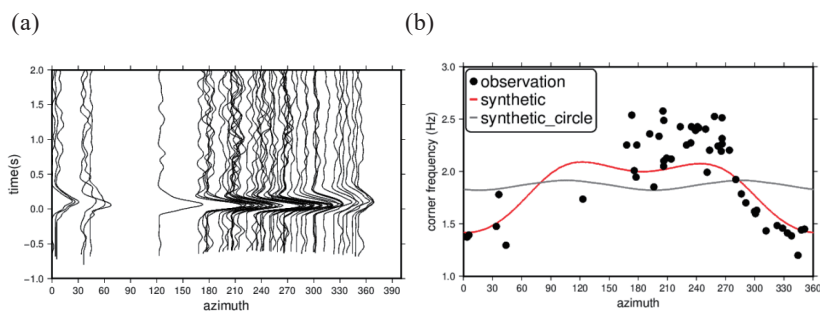 (a)
(b)
2.0
1.5
1.0
0.5
0.0
-0.5
-1.0
time(s)
0 30 60 90 120 150 180 210 240 270 300 330 360 390
azimuth
3.0
2.5
2.0
1.5
1.0
corner frequency (Hz)
observation
synthetic
synthetic_circle
0 30 60 90 120 150 180 210 240 270 300 330 360
azimuth